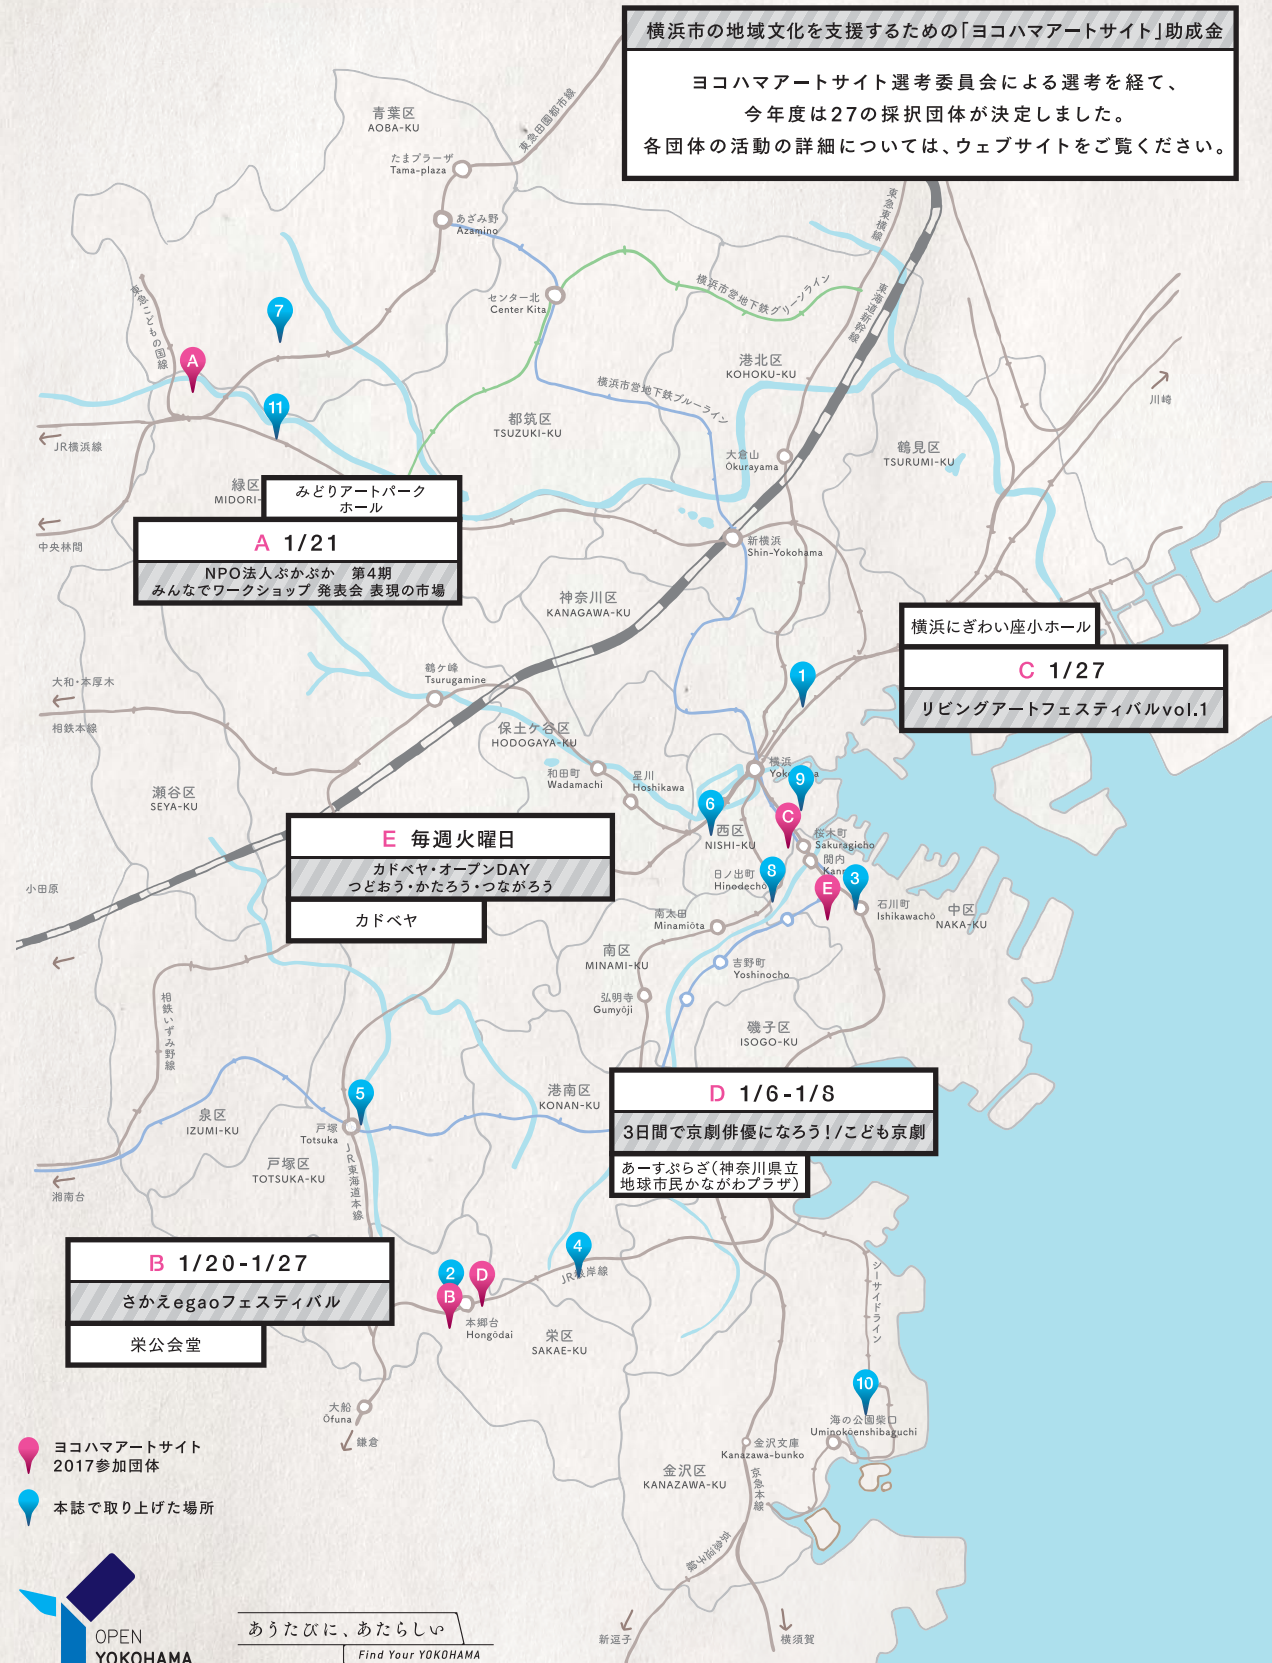 横浜市の地域文化を支援するための「ヨコハマアートサイト」助成金
ヨコハマアートサイト選考委員会による選考を経て、
今年度は27の採択団体が決定しました。
各団体の活動の詳細については、ウェブサイトをご覧ください。
青葉区
AOBA-KU
東急田園都市線
たまプラーザ
Tama-plaza
あざみ野
Azamino
東急東横線
センター北
Center Kita
横浜市営地下鉄グリーンライン
東海道新幹線
東急こどもの国線
7
A
11
港北区
KOHOKU-KU
横浜市営地下鉄ブルーライン
川崎
都筑区
TSUZUKI-KU
JR横浜線
大倉山
Okurayama
鶴見区
TSURUMI-KU
緑区
MIDORI-
みどりアートパーク
ホール
A 1/21
NPO法人ぷかぷか 第4期
みんなでワークショップ 発表会 表現の市場
中央林間
新横浜
Shin-Yokohama
神奈川区
KANAGAWA-KU
横浜にぎわい座小ホール
C 1/27
リビングアートフェスティバルvol.1
大和・本厚木
相鉄本線
鶴ケ峰
Tsurugamine
1
保土ケ谷区
HODOGAYA-KU
和田町
Wadamachi
星川
Hoshikawa
横浜
9
6
C
西区
NISHI-KU
桜木町
Sakuragicho
関内
瀬谷区
SEYA-KU
E 毎週火曜日
カドベヤ・オープンDAY
つどおう・かたろう・つながろう
カドベヤ
日ノ出町
Hinodechō
8
E
3
石川町
Ishikawachō
中区
NAKA-KU
小田原
南太田
Minamiōta
南区
MINAMI-KU
吉野町
Yoshinocho
弘明寺
Gumyōji
相鉄いずみ野線
磯子区
ISOGO-KU
港南区
KONAN-KU
D 1/6-1/8
3日間で京劇俳優になろう!/こども京劇
あーすぷらざ(神奈川県立
地球市民かながわプラザ)
5
泉区
IZUMI-KU
戸塚
Totsuka
戸塚区
TOTSUKA-KU
JR東海道本線
湘南台
B 1/20-1/27
さかえegaoフェスティバル
栄公会堂
4
2
D
B
JR根岸線
本郷台
Hongōdai
栄区
SAKAE-KU
シーサイドライン
10
海の公園柴口
Uminokōenshibaguchi
大船
Ōfuna
鎌倉
金沢文庫
Kanazawa-bunko
金沢区
KANAZAWA-KU
京急本線
京急逗子線
新逗子
横須賀
ヨコハマアートサイト
2017参加団体
本誌で取り上げた場所
OPEN
YOKOHAMA
あうたびに、あたらしい
Find Your YOKOHAMA